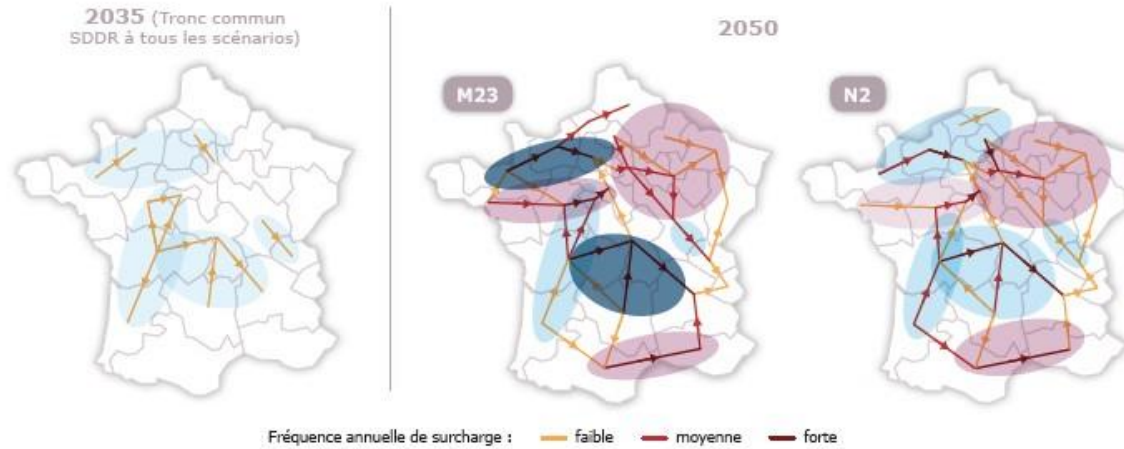 2035 (Tronc commun
SDDR à tous les scénarios)
2050
M23
N2
Fréquence annuelle de surcharge : faible moyenne forte